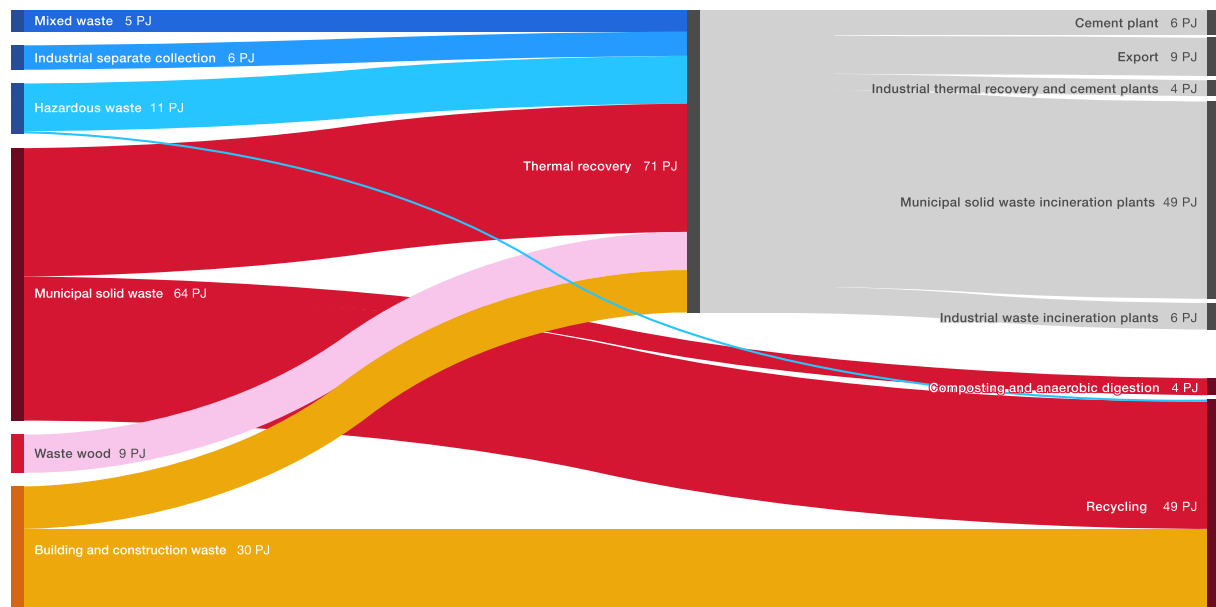 Mixed waste 5 PJ
Industrial separate collection 6 PJ
Hazardous waste 11 PJ
Municipal solid waste 64 PJ
Waste wood 9 PJ
Building and construction waste 30 PJ
Thermal recovery 71 PJ
Cement plant 6 PJ
Export 9 PJ
Industrial thermal recovery and cement plants 4 PJ
Municipal solid waste incineration plants 49 PJ
Industrial waste incineration plants 6 PJ
Composting and anaerobic digestion 4 PJ
Recycling 49 PJ